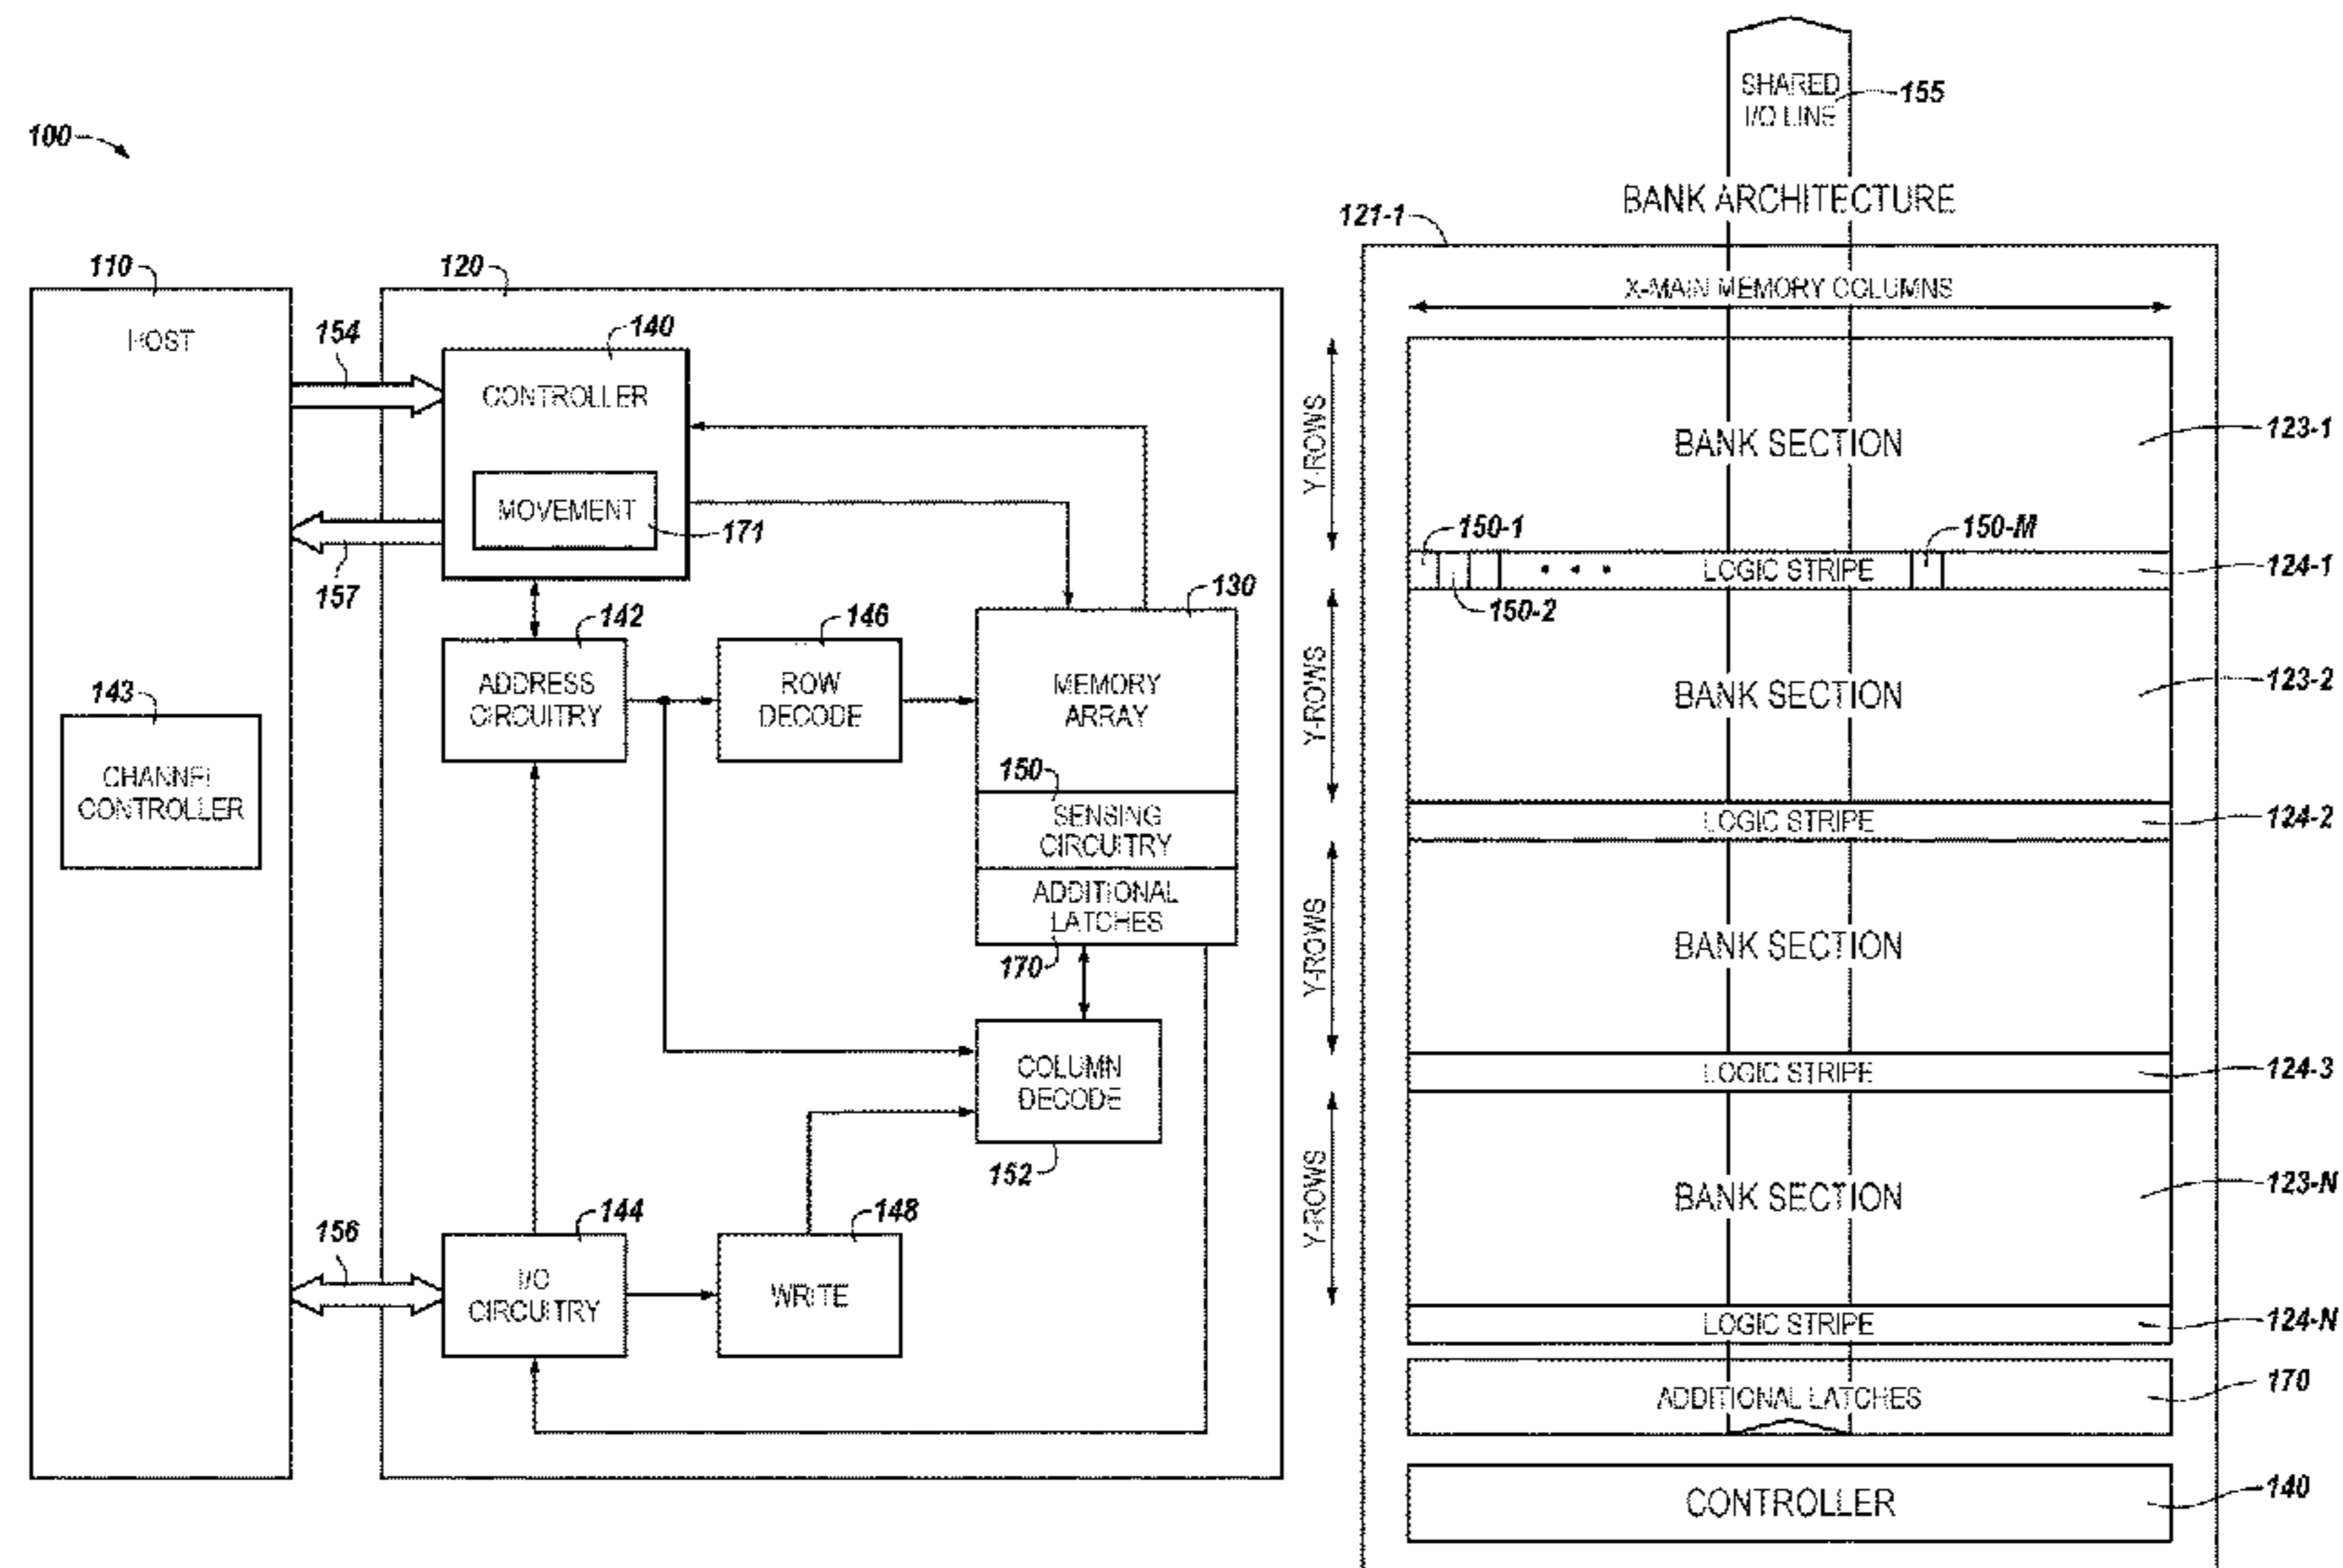 100
110
HOST
143
CHANNEL
CONTROLLER
154
157
156
120
140
CONTROLLER
MOVEMENT
171
142
ADDRESS
CIRCUITRY
146
ROW
DECODE
130
MEMORY
ARRAY
150
SENSING
CIRCUITRY
ADDITIONAL
LATCHES
170
COLUMN
DECODE
152
144
I/O
CIRCUITRY
148
WRITE
SHARED
I/O LINE
155
BANK ARCHITECTURE
121-1
X-MAIN MEMORY COLUMNS
Y-ROWS
BANK SECTION
123-1
150-1
150-2
• • •
LOGIC STRIPE
150-M
124-1
Y-ROWS
BANK SECTION
123-2
LOGIC STRIPE
124-2
Y-ROWS
BANK SECTION
LOGIC STRIPE
124-3
Y-ROWS
BANK SECTION
123-N
LOGIC STRIPE
124-N
ADDITIONAL LATCHES
170
CONTROLLER
140